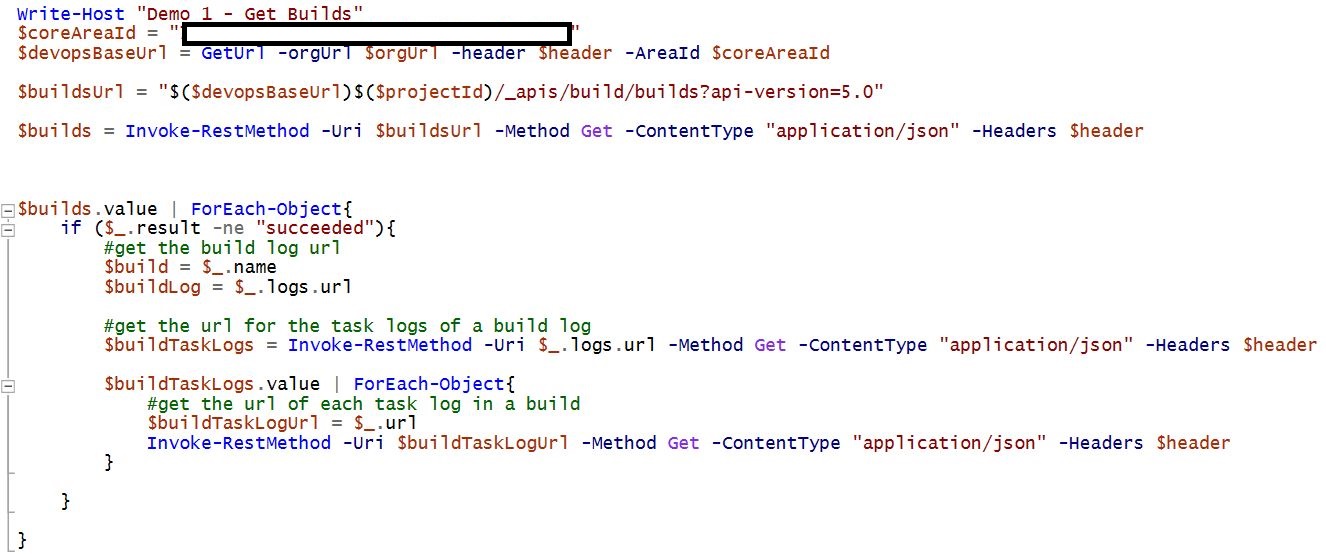 Write-Host "Demo 1 - Get Builds"
$coreAreaId = " "
$devopsBaseUrl = GetUrl -orgUrl $orgUrl -header $header -AreaId $coreAreaId
$buildsUrl = "$($devopsBaseUrl)$($projectId)/_apis/build/builds?api-version=5.0"
$builds = Invoke-RestMethod -Uri $buildsUrl -Method Get -ContentType "application/json" -Headers $header
$builds.value | ForEach-Object{
if ($_.result -ne "succeeded"){
#get the build log url
$build = $_.name
$buildLog = $_.logs.url
#get the url for the task logs of a build log
$buildTaskLogs = Invoke-RestMethod -Uri $_.logs.url -Method Get -ContentType "application/json" -Headers $header
$buildTaskLogs.value | ForEach-Object{
#get the url of each task log in a build
$buildTaskLogUrl = $_.url
Invoke-RestMethod -Uri $buildTaskLogUrl -Method Get -ContentType "application/json" -Headers $header
}
}
}